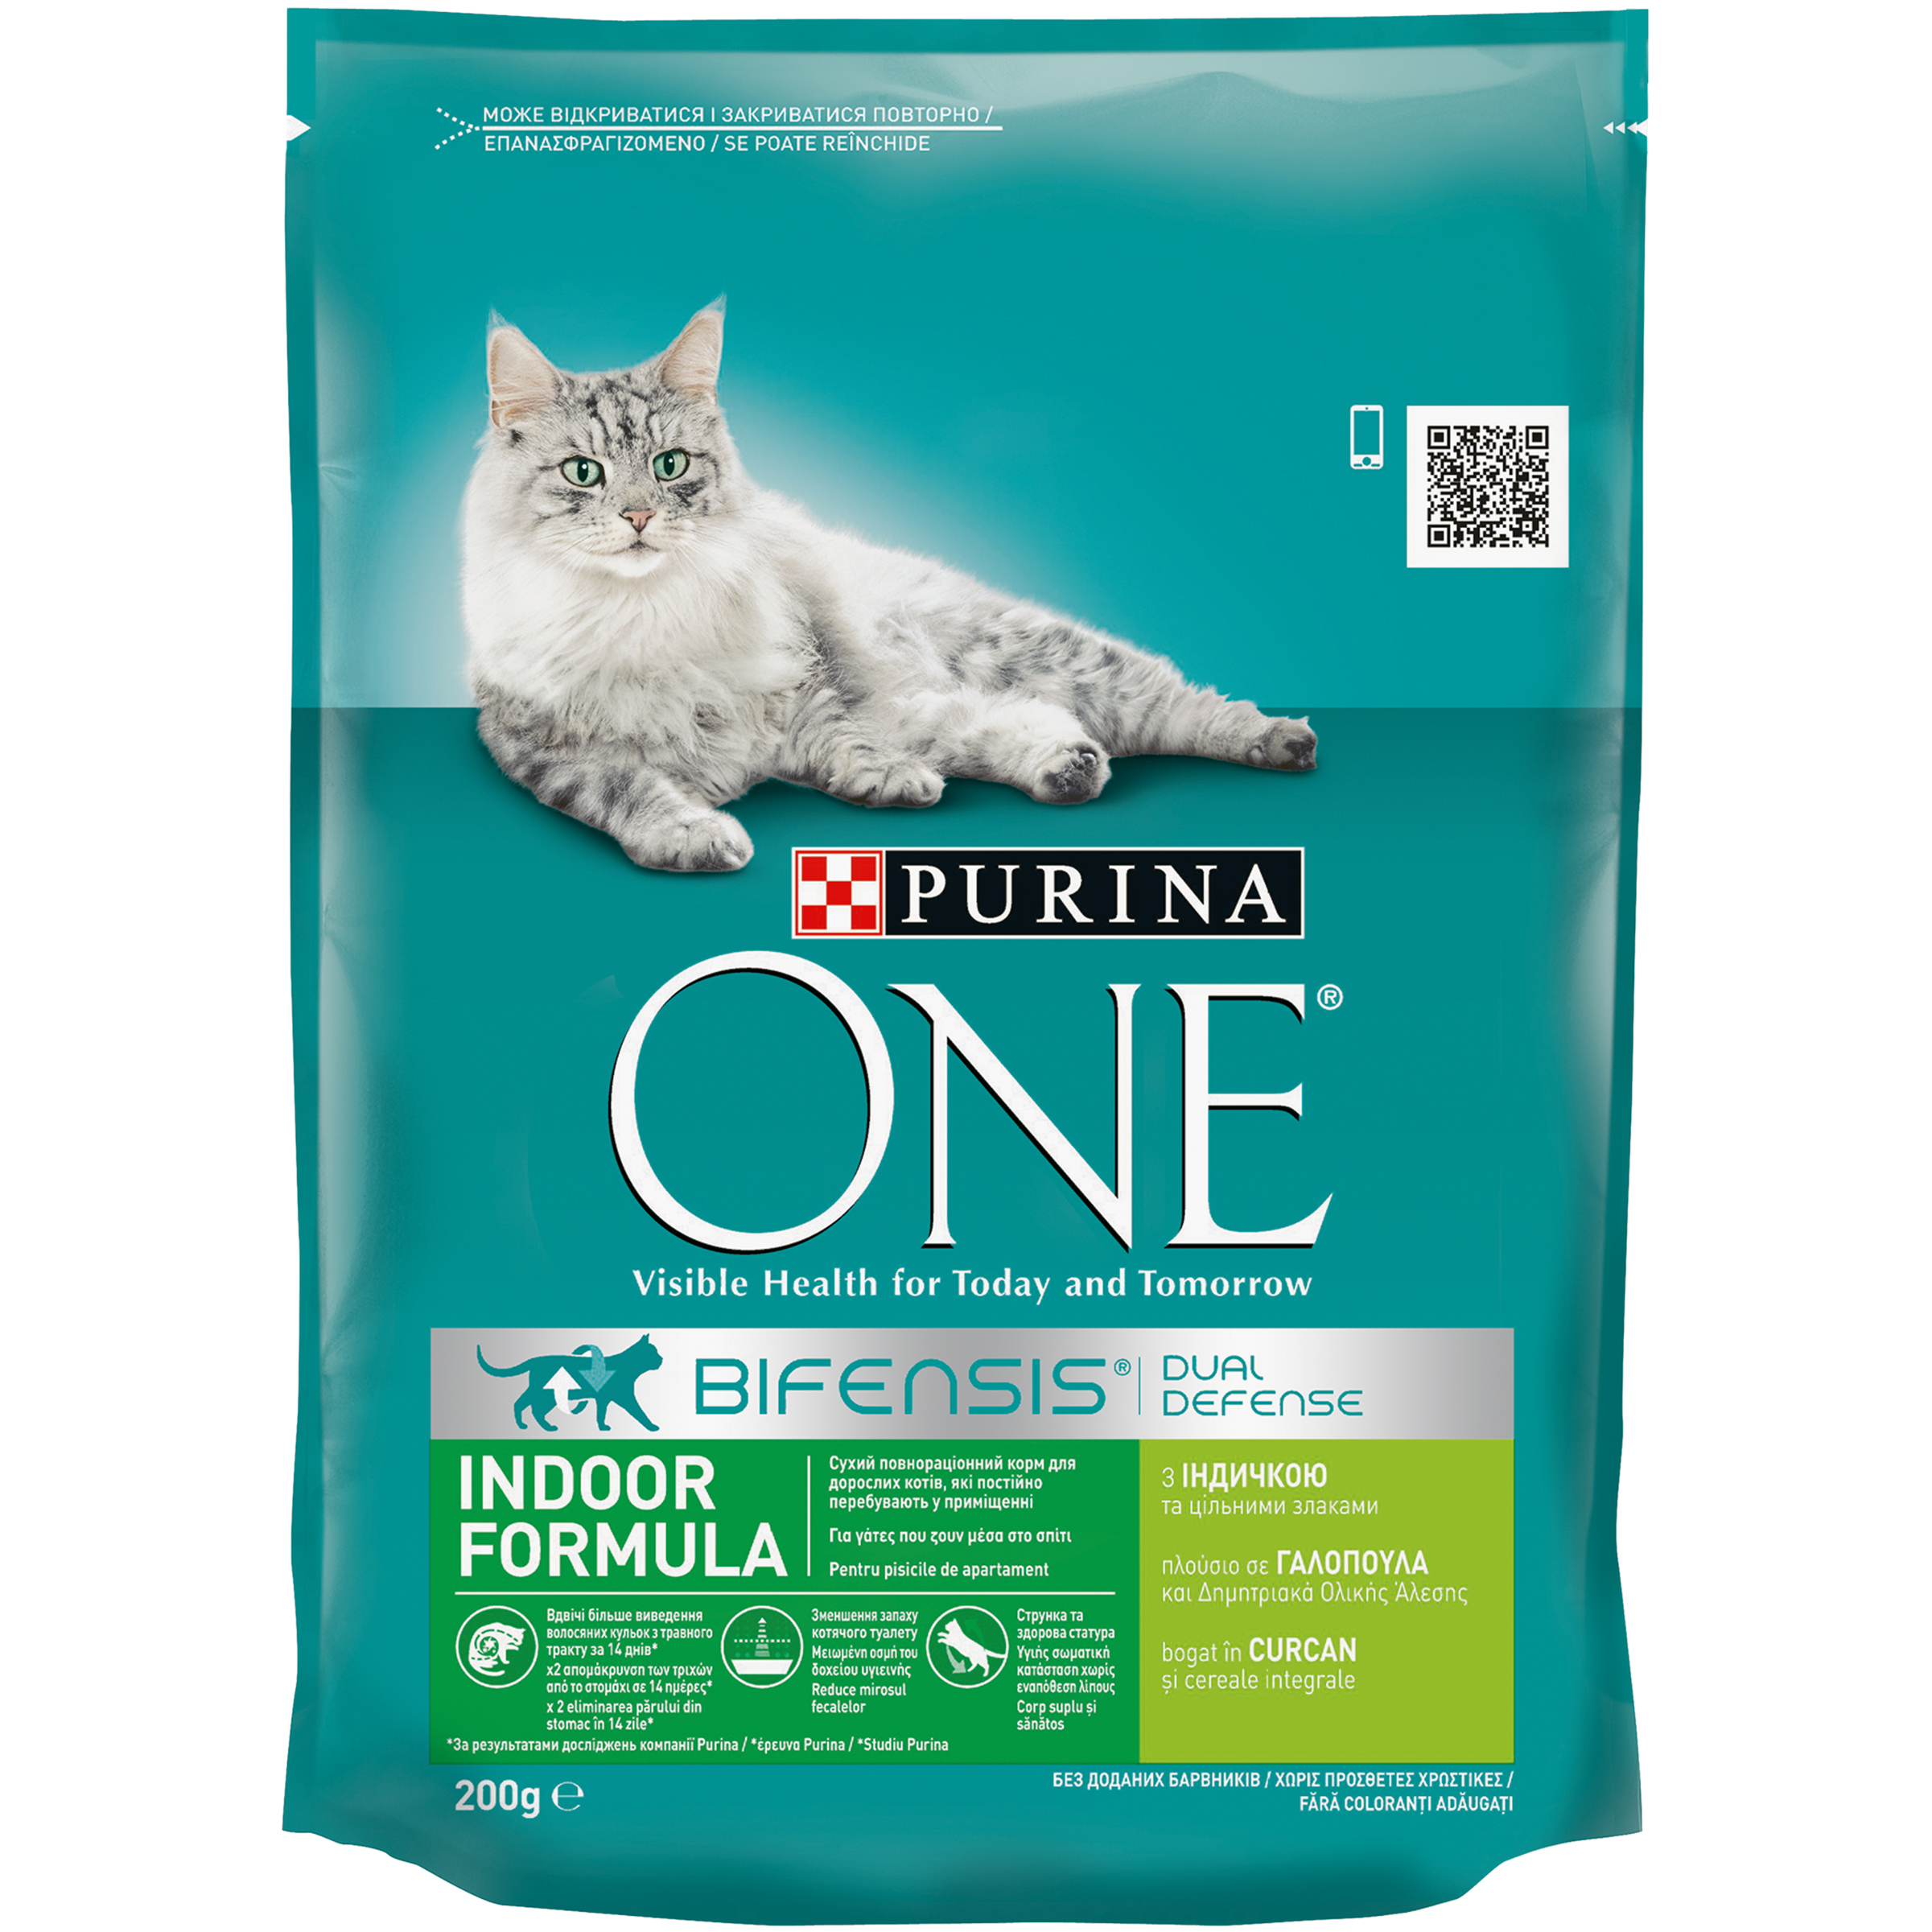 МОЖЕ ВІДКРИВАТИСЯ І ЗАКРИВАТИСЯ ПОВТОРНО /
ΕΠΑΝΑΣΦΡΑΓΙΖΟΜΕΝΟ / SE POATE REÎNCHIDE
PURINA
ONE®
Visible Health for Today and Tomorrow
BIFENSIS® DUAL
DEFENSE
INDOOR
FORMULA
Сухий повнораціонний корм для
дорослих котів, які постійно
перебувають у приміщенні
Για γάτες που ζουν μέσα στο σπίτι
Pentru pisicile de apartament
з ІНДИЧКОЮ
та цільними злаками
πλούσιο σε ΓΑΛΟΠΟΥΛΑ
και Δημητριακά Ολικής Άλεσης
bogat în CURCAN
și cereale integrale
Вдвічі більше виведення
волосяних кульок з травного
тракту за 14 днів*
x2 απομάκρυνση των τριχών
από το στομάχι σε 14 ημέρες*
x 2 eliminarea părului din
stomac în 14 zile*
Зменшення запаху
котячого туалету
Μειωμένη οσμή του
δοχείου υγιεινής
Reduce mirosul
fecalelor
Струнка та
здорова статура
Υγιής σωματική
κατάσταση χωρίς
εναπόθεση λίπους
Corp suplu și
sănătos
*За результатами досліджень компанії Purina / *έρευνα Purina / *Studiu Purina
200g ℮
БЕЗ ДОДАНИХ БАРВНИКІВ / ΧΩΡΙΣ ΠΡΟΣΘΕΤΕΣ ΧΡΩΣΤΙΚΕΣ /
FĂRĂ COLORANȚI ADĂUGAȚI